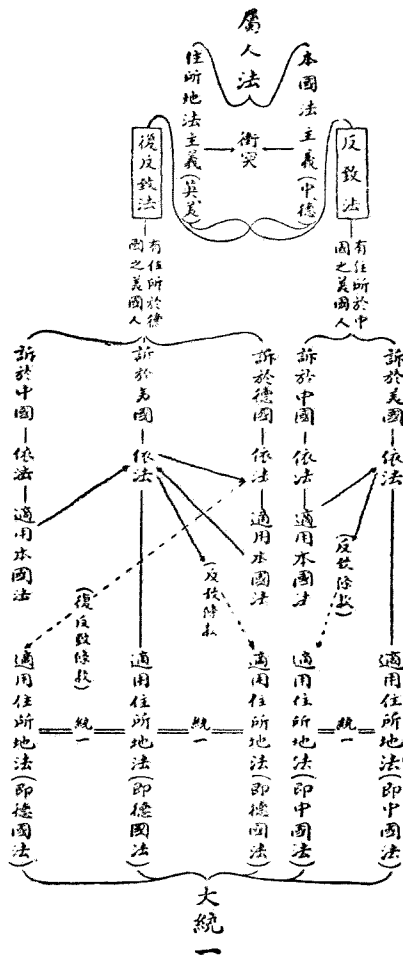 屬人法
本國法主義(中德)
衝突
住所地法主義(英美)
反致法
後反致法
有住所於中
國之美國人
有住所於德
國之美國人
訴於美國
依法
適用住所地法(即中國法)
訴於中國
依法
適用本國法
(反致條款)
適用住所地法(即中國法)
統一
訴於德國
依法
適用本國法
(反致條款)
適用住所地法(即德國法)
統一
訴於美國
依法
適用住所地法(即德國法)
統一
訴於中國
依法
適用本國法
(復反致條款)
適用住所地法(即德國法)
大統一